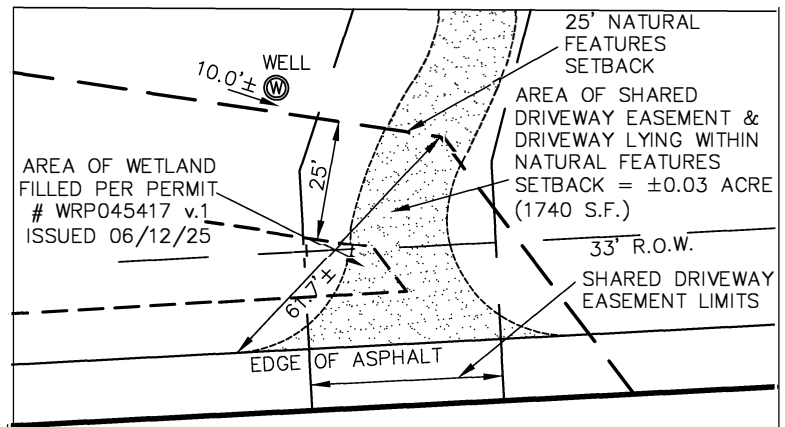 25' NATURAL
FEATURES
SETBACK
WELL
10.0'±
W
AREA OF SHARED
DRIVEWAY EASEMENT &
DRIVEWAY LYING WITHIN
NATURAL FEATURES
SETBACK = ±0.03 ACRE
(1740 S.F.)
AREA OF WETLAND
FILLED PER PERMIT
# WRP045417 v.1
ISSUED 06/12/25
25'
33' R.O.W.
61.7'±
SHARED DRIVEWAY
EASEMENT LIMITS
EDGE OF ASPHALT